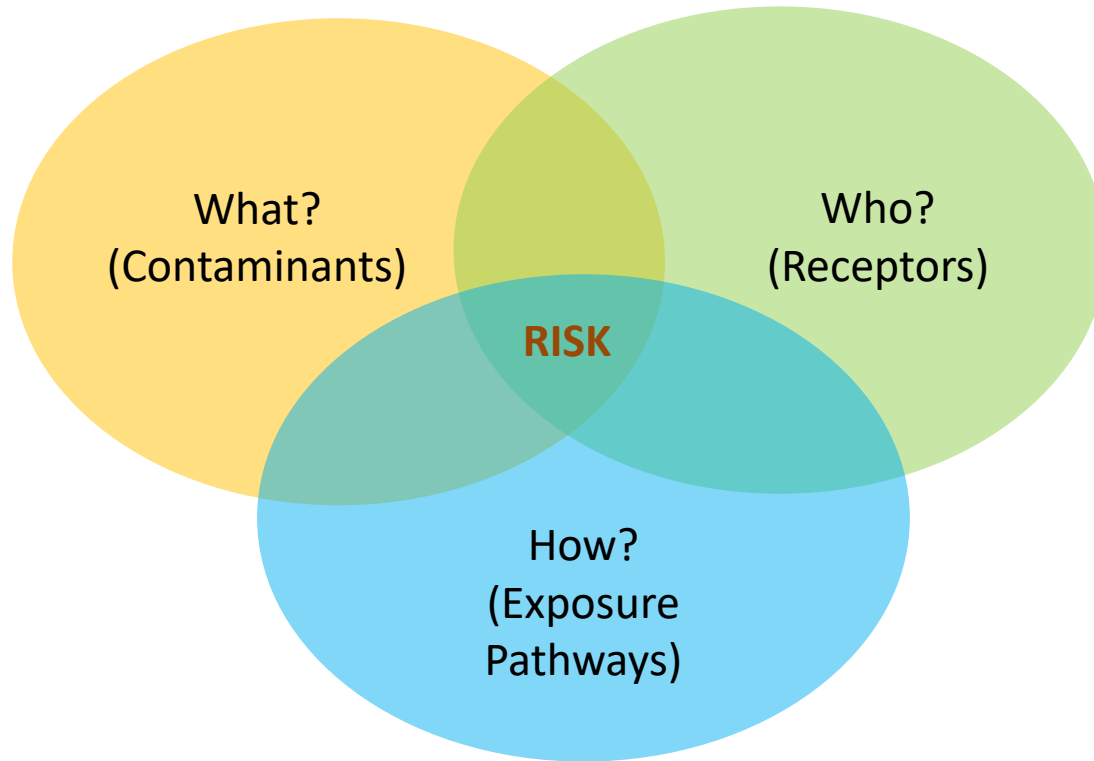 What?
(Contaminants)
Who?
(Receptors)
RISK
How?
(Exposure
Pathways)